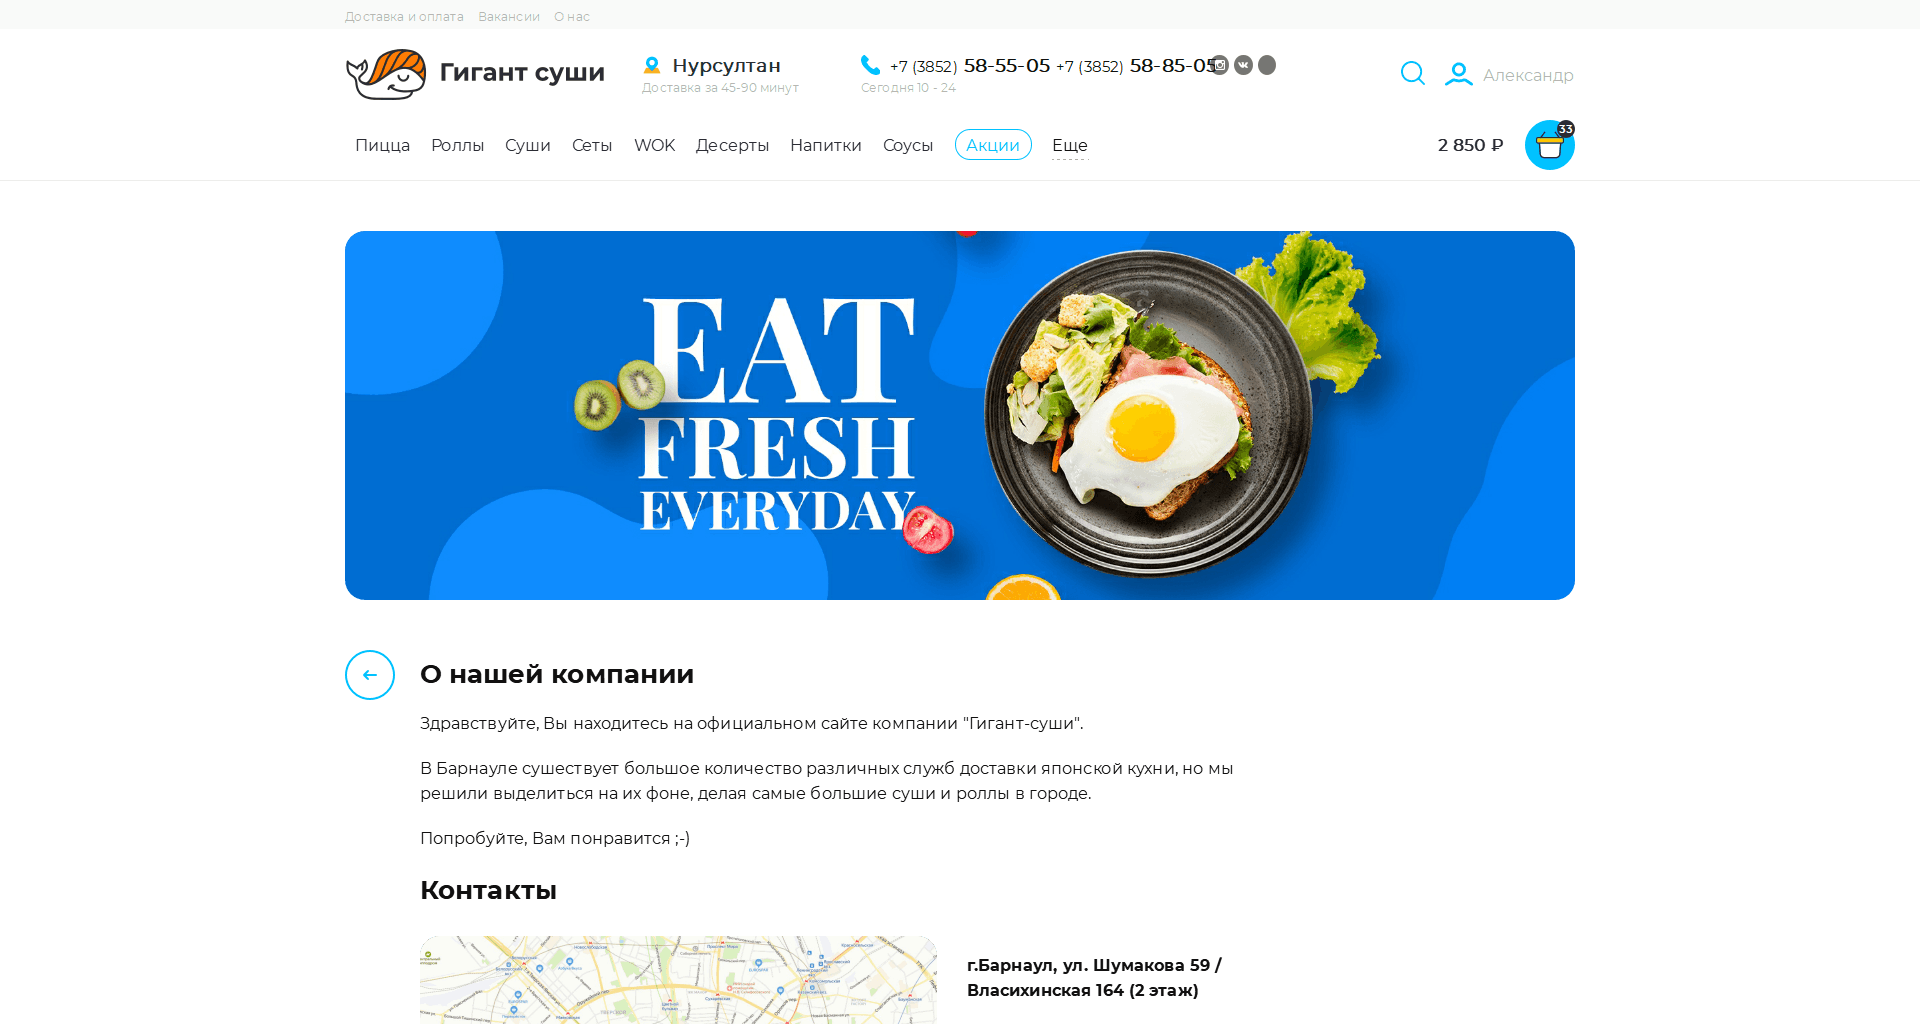 Доставка и оплата Вакансии О нас
Гигант суши
Нурсултан
Доставка за 45-90 минут
+7 (3852) 58-55-05 +7 (3852) 58-85-05
Сегодня 10 - 24
Александр
Пицца Роллы Суши Сеты WOK Десерты Напитки Соусы Акции Еще
2 850 ₽
33
EAT
FRESH
EVERYDAY
О нашей компании
Здравствуйте, Вы находитесь на официальном сайте компании "Гигант-суши".
В Барнауле сушествует большое количество различных служб доставки японской кухни, но мы
решили выделиться на их фоне, делая самые большие суши и роллы в городе.
Попробуйте, Вам понравится ;-)
Контакты
г.Барнаул, ул. Шумакова 59 /
Власихинская 164 (2 этаж)